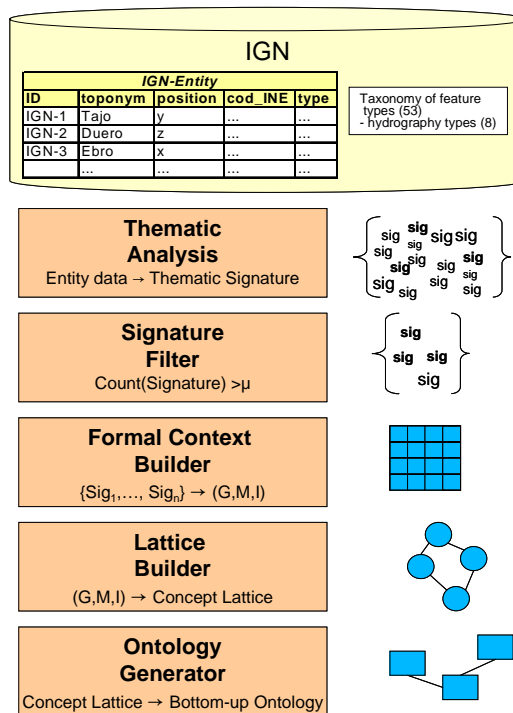 IGN
IGN-Entity
ID toponym position cod_INE type
IGN-1 Tajo y ... ...
IGN-2 Duero z ... ...
IGN-3 Ebro x ... ...
... ... ... ... ...
Taxonomy of feature
types (53)
- hydrography types (8)
Thematic
Analysis
Entity data → Thematic Signature
sig sig sig sig
sig sig
sig sig sig
sig sig sig
sig sig sig
sig
Signature
Filter
Count(Signature) >μ
sig
sig sig
sig
Formal Context
Builder
{Sig1,..., Sign} → (G,M,I)
Lattice
Builder
(G,M,I) → Concept Lattice
Ontology
Generator
Concept Lattice → Bottom-up Ontology